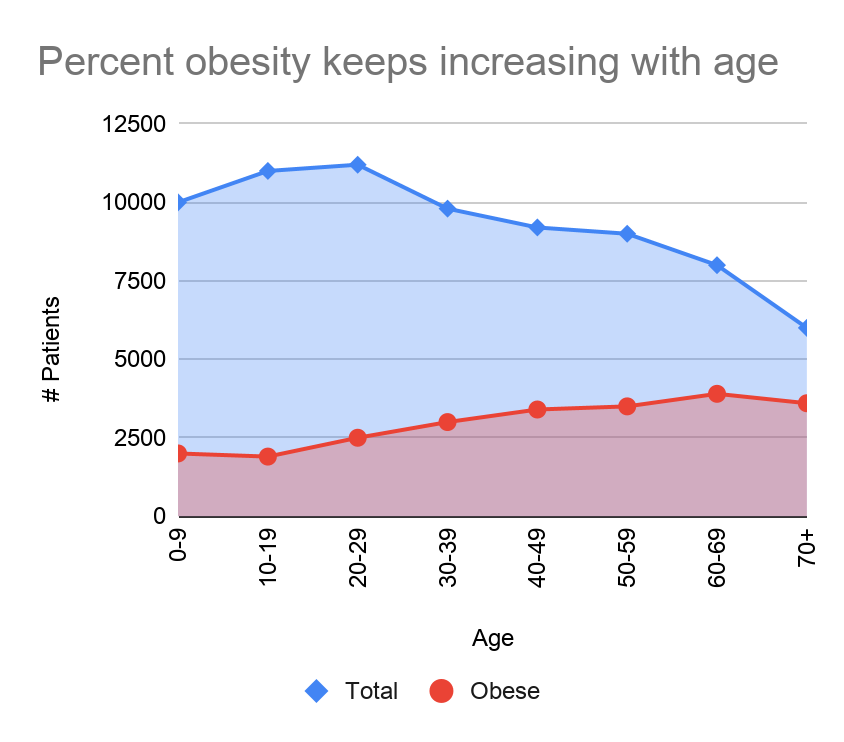 Percent obesity keeps increasing with age
12500
10000
7500
5000
2500
0
# Patients
0-9
10-19
20-29
30-39
40-49
50-59
60-69
70+
Age
Total
Obese